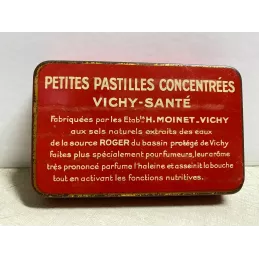 PETITES PASTILLES CONCENTRÉES
VICHY-SANTÉ
Fabriquées par les Etabts H. MOINET_VICHY
aux sels naturels extraits des eaux
de la source ROGER du bassin protégé de Vichy
faites plus spécialement pour fumeurs, leur arôme
très prononcé parfume l'haleine et assainit la bouche
tout en activant les fonctions nutritives.